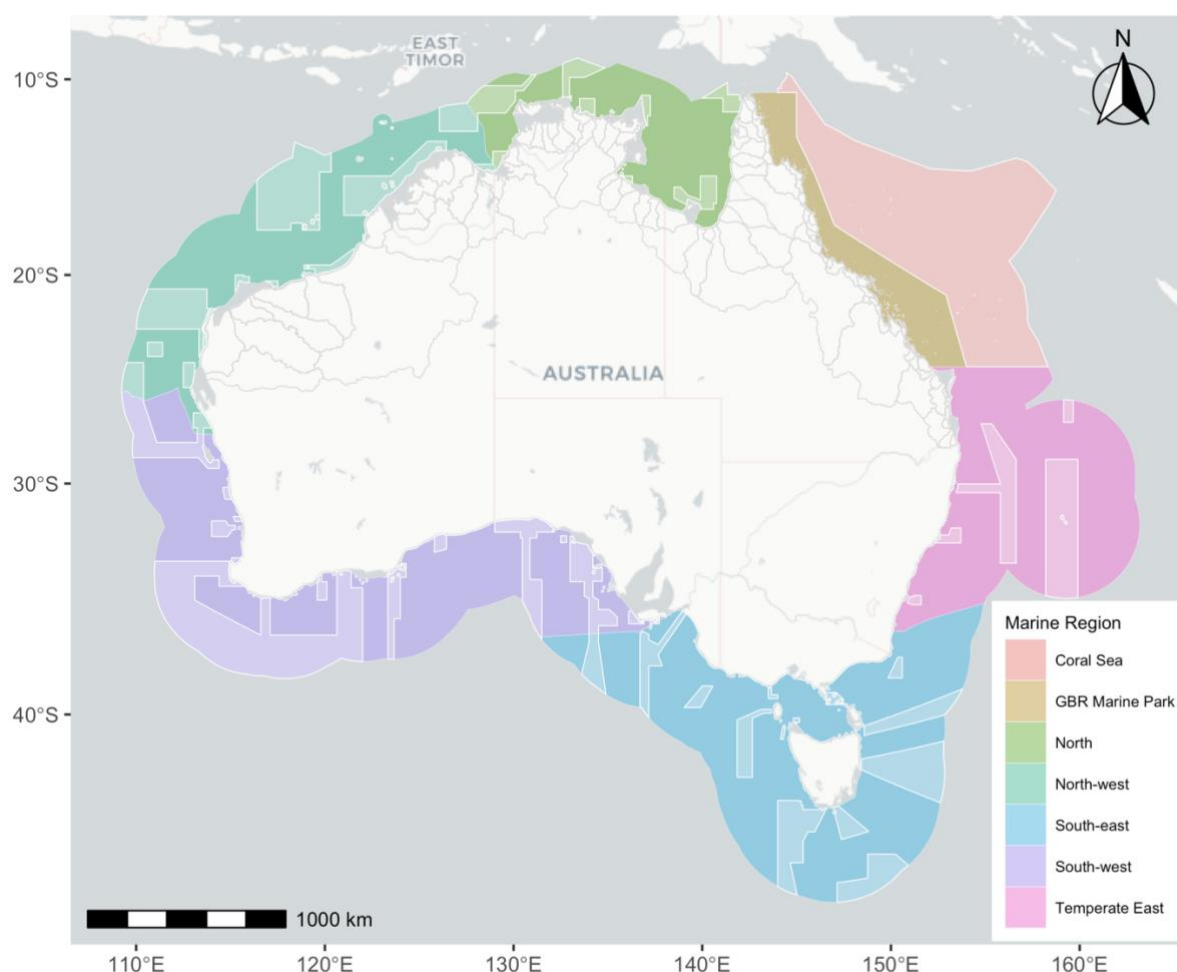 EAST
TIMOR
N
10°S
20°S
AUSTRALIA
30°S
40°S
Marine Region
Coral Sea
GBR Marine Park
North
North-west
South-east
South-west
Temperate East
1000 km
110°E
120°E
130°E
140°E
150°E
160°E